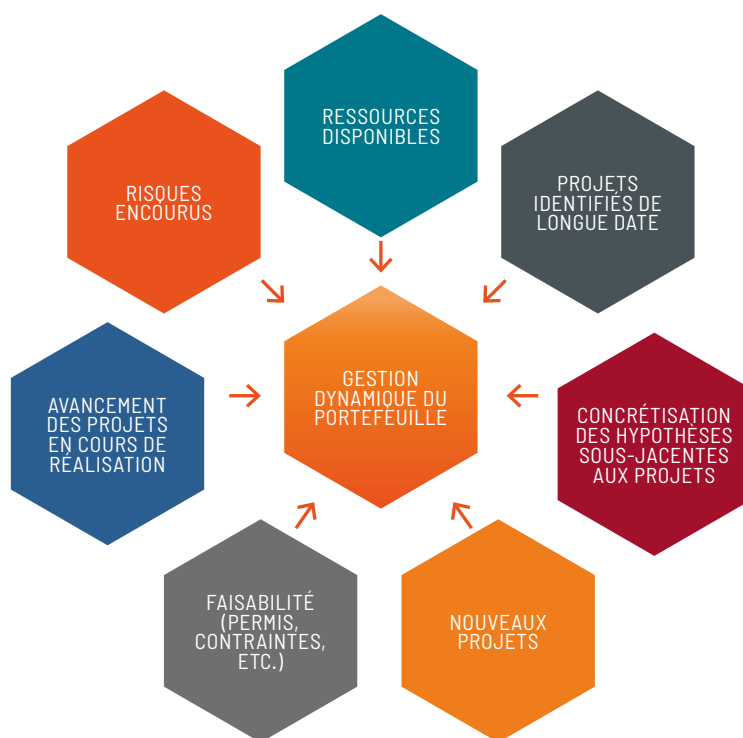 RESSOURCES
DISPONIBLES
RISQUES
ENCOURUS
PROJETS
IDENTIFIÉS DE
LONGUE DATE
GESTION
DYNAMIQUE DU
PORTEFEUILLE
AVANCEMENT
DES PROJETS
EN COURS DE
RÉALISATION
CONCRÉTISATION
DES HYPOTHÈSES
SOUS-JACENTES
AUX PROJETS
FAISABILITÉ
(PERMIS,
CONTRAINTES,
ETC.)
NOUVEAUX
PROJETS